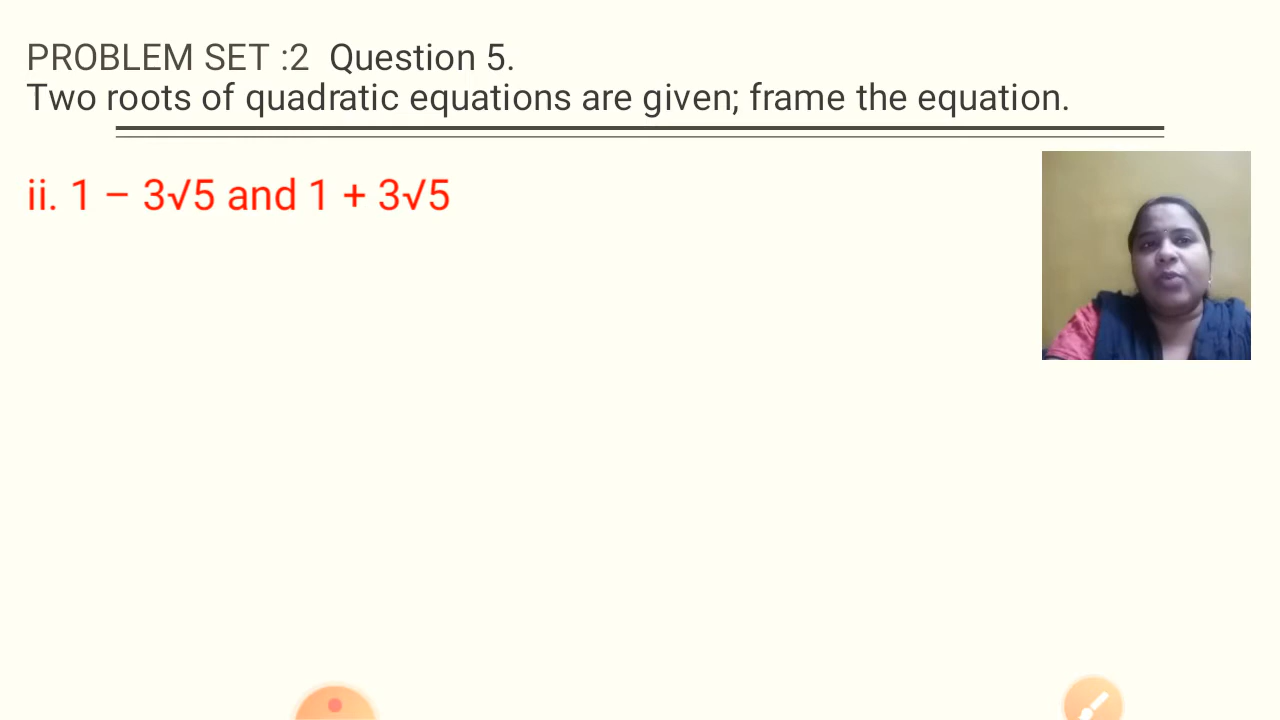 PROBLEM SET :2 Question 5.
Two roots of quadratic equations are given; frame the equation.
ii. 1 – 3√5 and 1 + 3√5